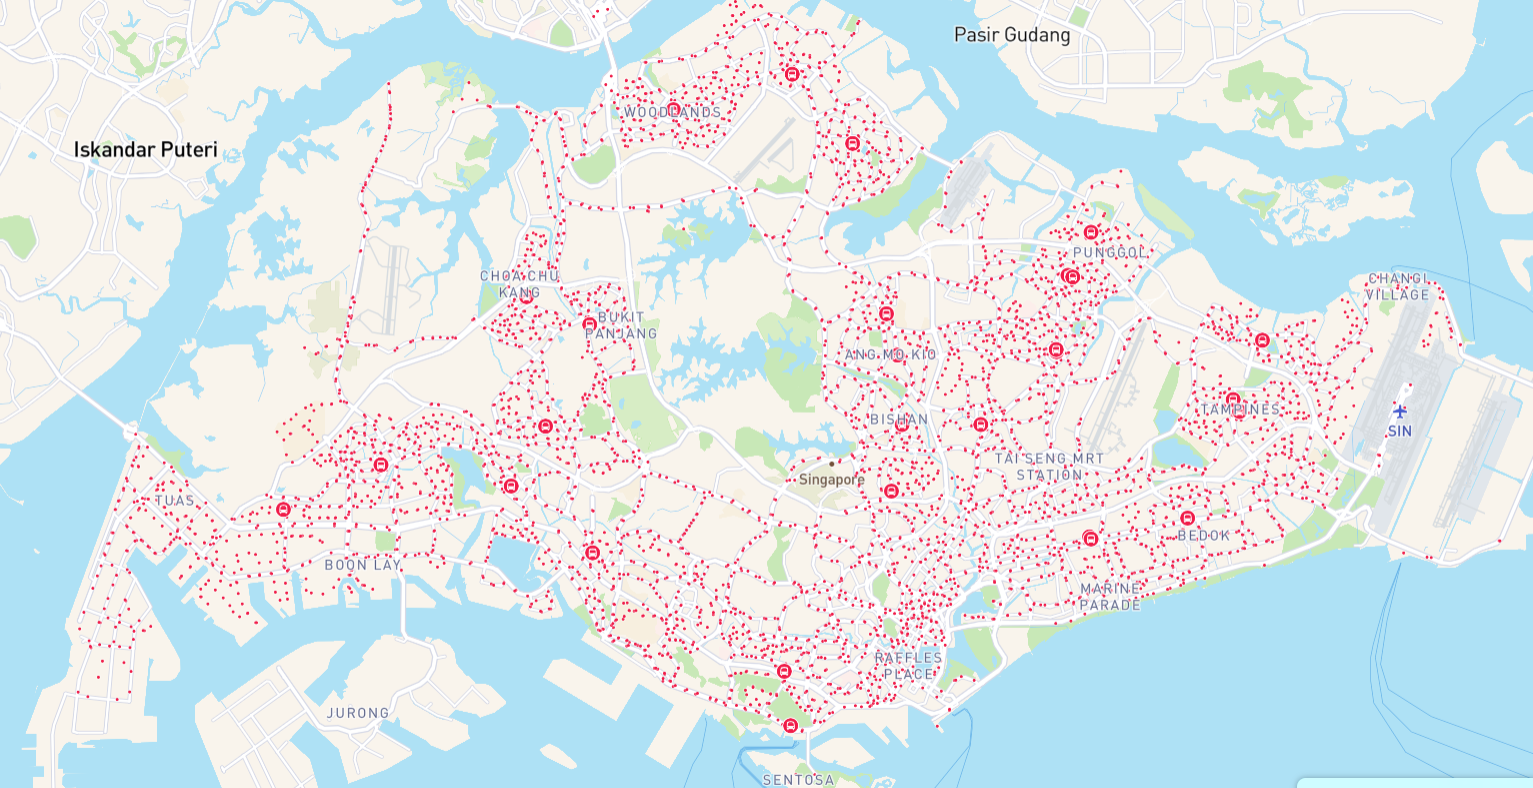 Pasir Gudang
WOODLANDS
Iskandar Puteri
PUNGGOL
CHANGI
VILLAGE
CHOA CHU
KANG
BUKIT
PANJANG
ANG MO KIO
TAMPINES
BISHAN
SIN
TAI SENG MRT
STATION
Singapore
TUAS
BEDOK
BOON LAY
MARINE
PARADE
RAFFLES
PLACE
JURONG
SENTOSA